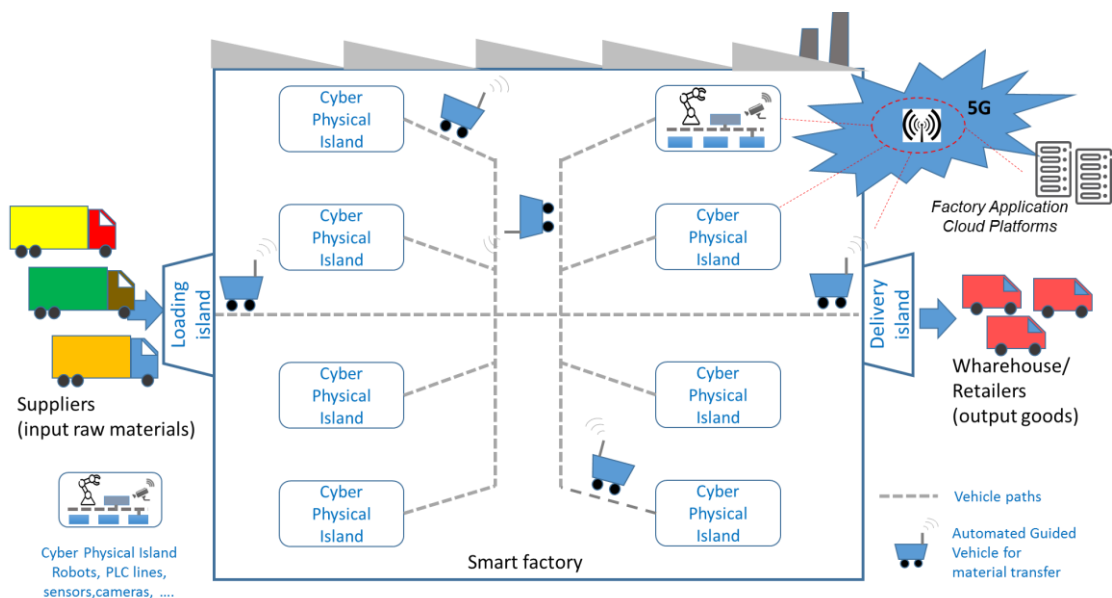 Cyber
Physical
Island
5G
Factory Application
Cloud Platforms
Cyber
Physical
Island
Cyber
Physical
Island
Loading
island
Delivery
island
Suppliers
(input raw materials)
Wharehouse/
Retailers
(output goods)
Cyber
Physical
Island
Cyber
Physical
Island
Cyber
Physical
Island
Cyber
Physical
Island
Smart factory
Cyber Physical Island
Robots, PLC lines,
sensors,cameras, ....
Vehicle paths
Automated Guided
Vehicle for
material transfer